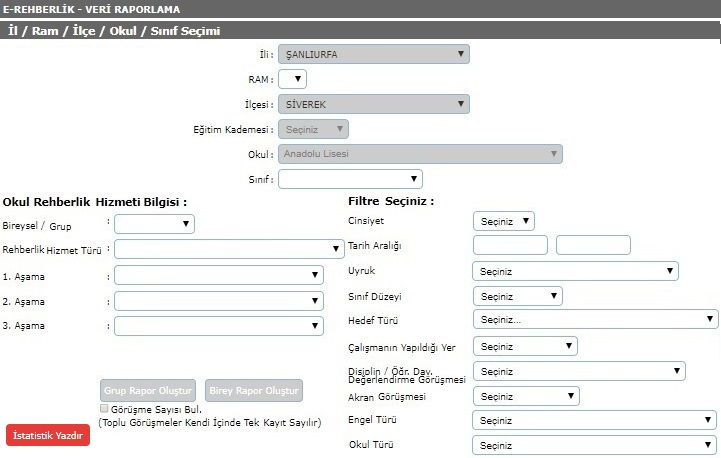 E-REHBERLİK - VERİ RAPORLAMA
İl / Ram / İlçe / Okul / Sınıf Seçimi
İli : ŞANLIURFA
RAM :
İlçesi : SİVEREK
Eğitim Kademesi : Seçiniz
Okul : Anadolu Lisesi
Sınıf :
Okul Rehberlik Hizmeti Bilgisi :
Bireysel / Grup :
Rehberlik Hizmet Türü :
1. Aşama :
2. Aşama :
3. Aşama :
Grup Rapor Oluştur Birey Rapor Oluştur
Görüşme Sayısı Bul.
(Toplu Görüşmeler Kendi İçinde Tek Kayıt Sayılır)
İstatistik Yazdır
Filtre Seçiniz :
Cinsiyet Seçiniz
Tarih Aralığı
Uyruk Seçiniz
Sınıf Düzeyi Seçiniz
Hedef Türü Seçiniz...
Çalışmanın Yapıldığı Yer Seçiniz
Disiplin / Öğr. Dav. Seçiniz
Değerlendirme Görüşmesi
Akran Görüşmesi Seçiniz
Engel Türü Seçiniz
Okul Türü Seçiniz